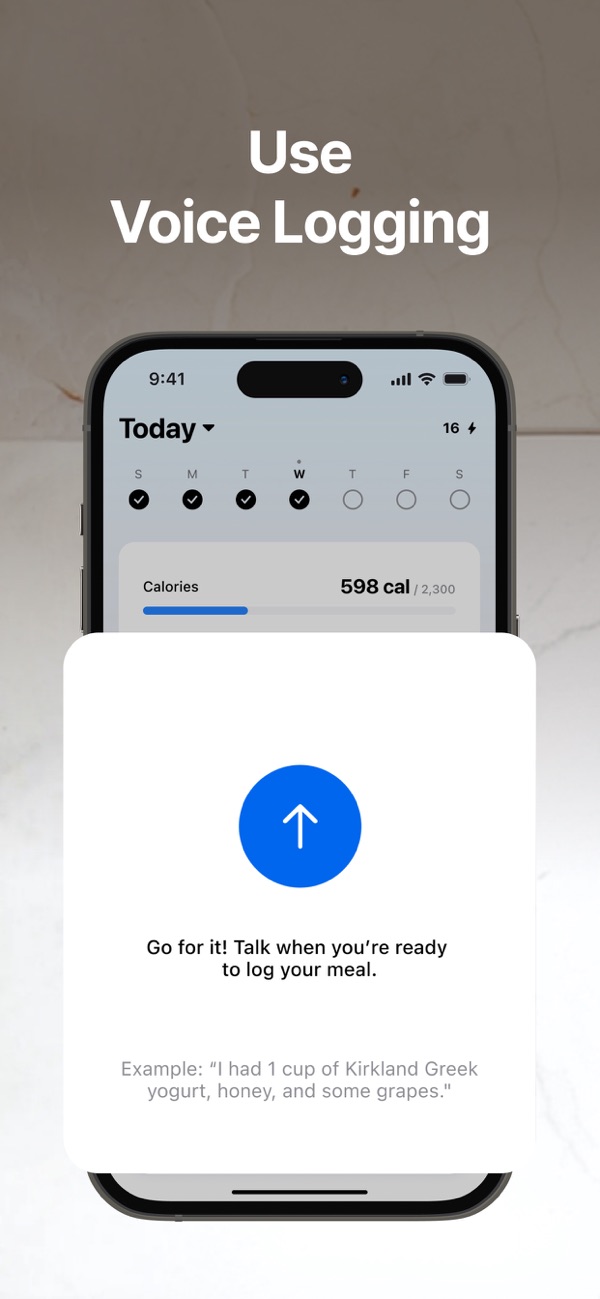 Use
Voice Logging
9:41
Today
16
S M T W T F S
Calories 598 cal / 2,300
Go for it! Talk when you’re ready
to log your meal.
Example: “I had 1 cup of Kirkland Greek
yogurt, honey, and some grapes."